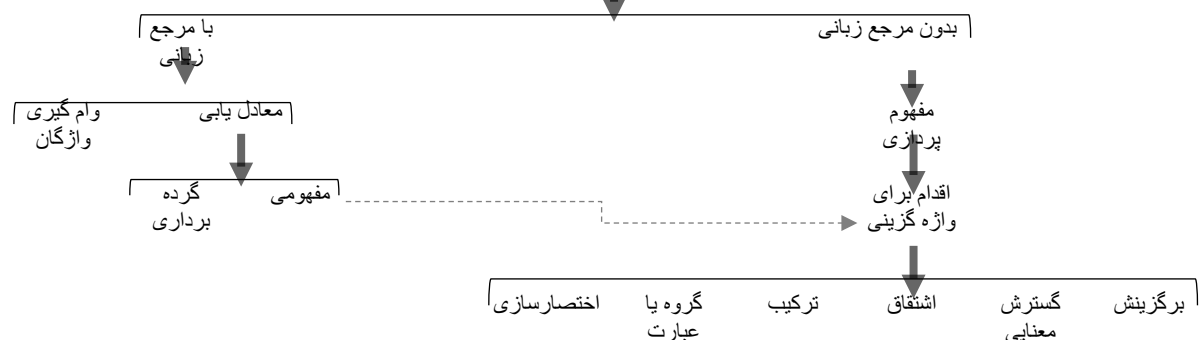 بدون مرجع زبانی
با مرجع
زبانی
مفهوم
پردازی
معادل یابی
وام گیری
واژگان
اقدام برای
واژه گزینی
مفهومی
گرده
برداری
برگزینش
گسترش
معنایی
اشتقاق
ترکیب
گروه یا
عبارت
اختصارسازی